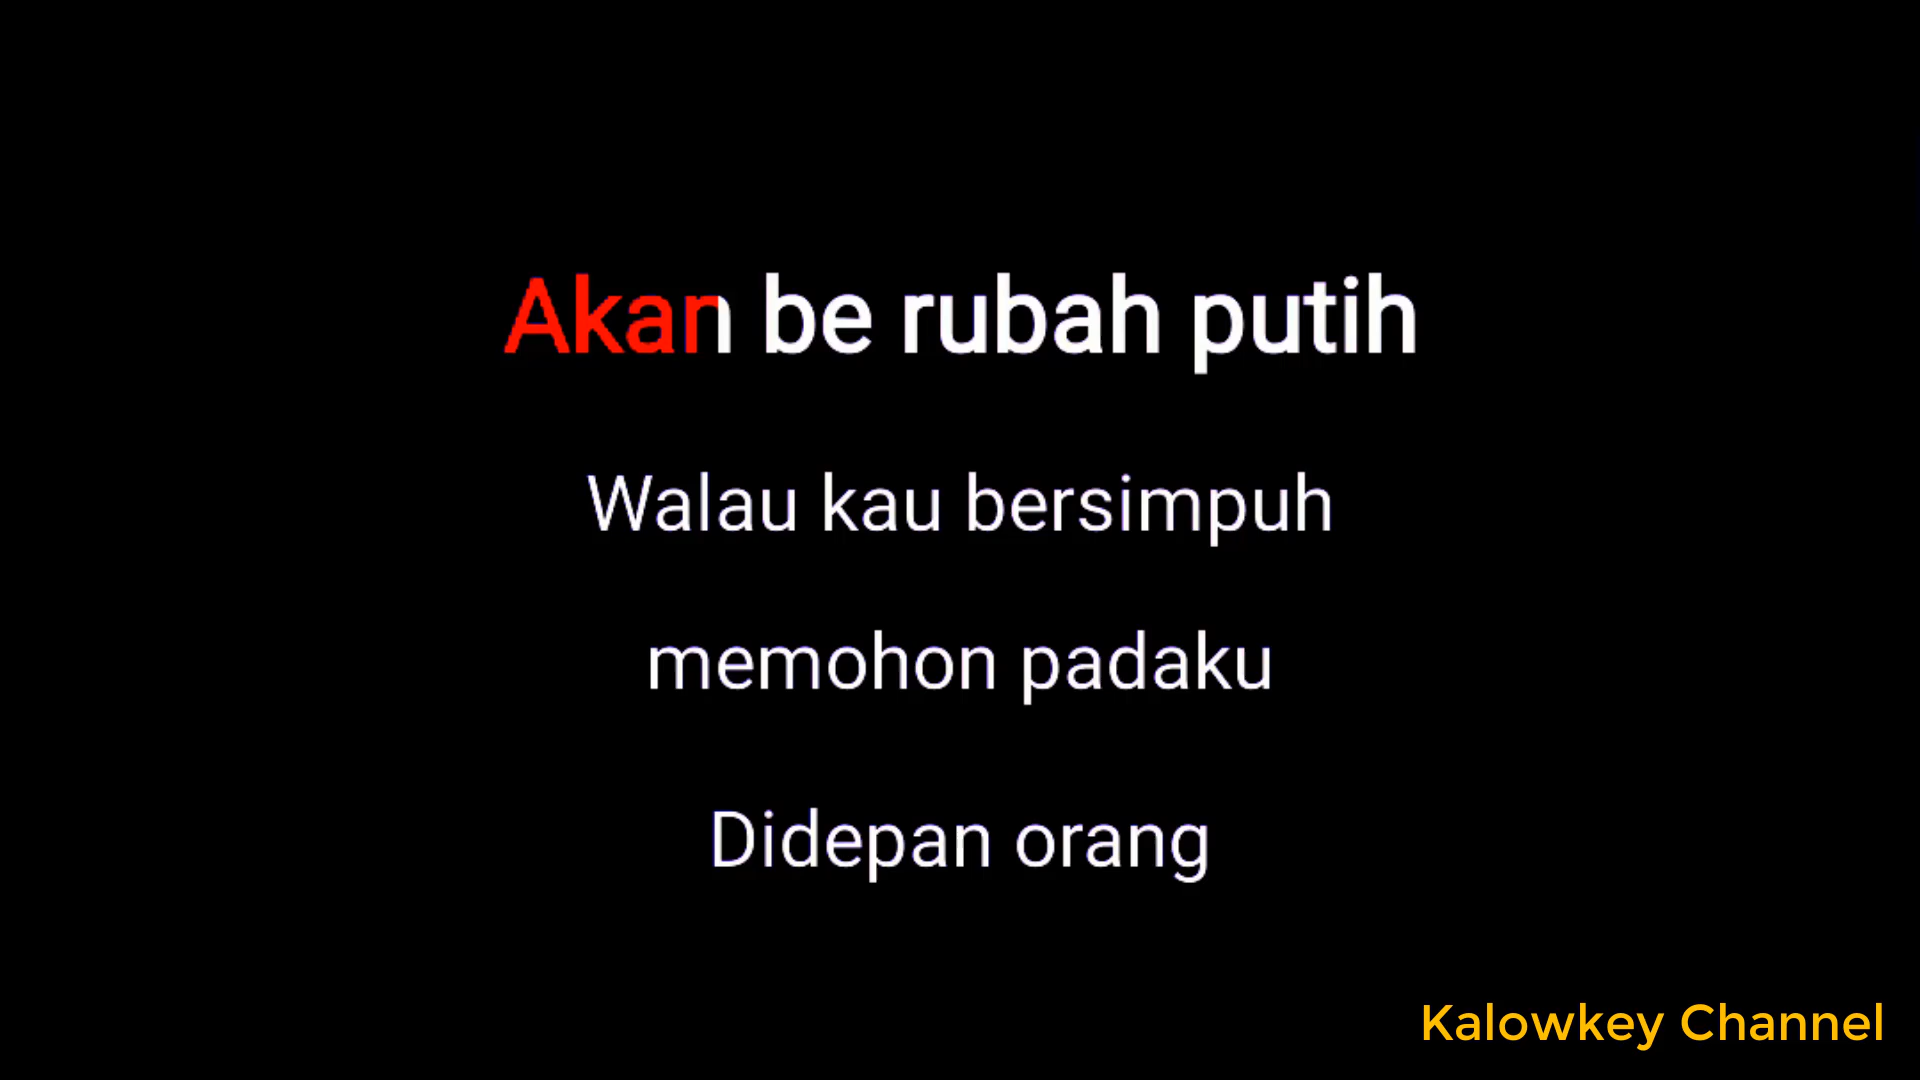 Akan be rubah putih
Walau kau bersimpuh
memohon padaku
Didepan orang
Kalowkey Channel